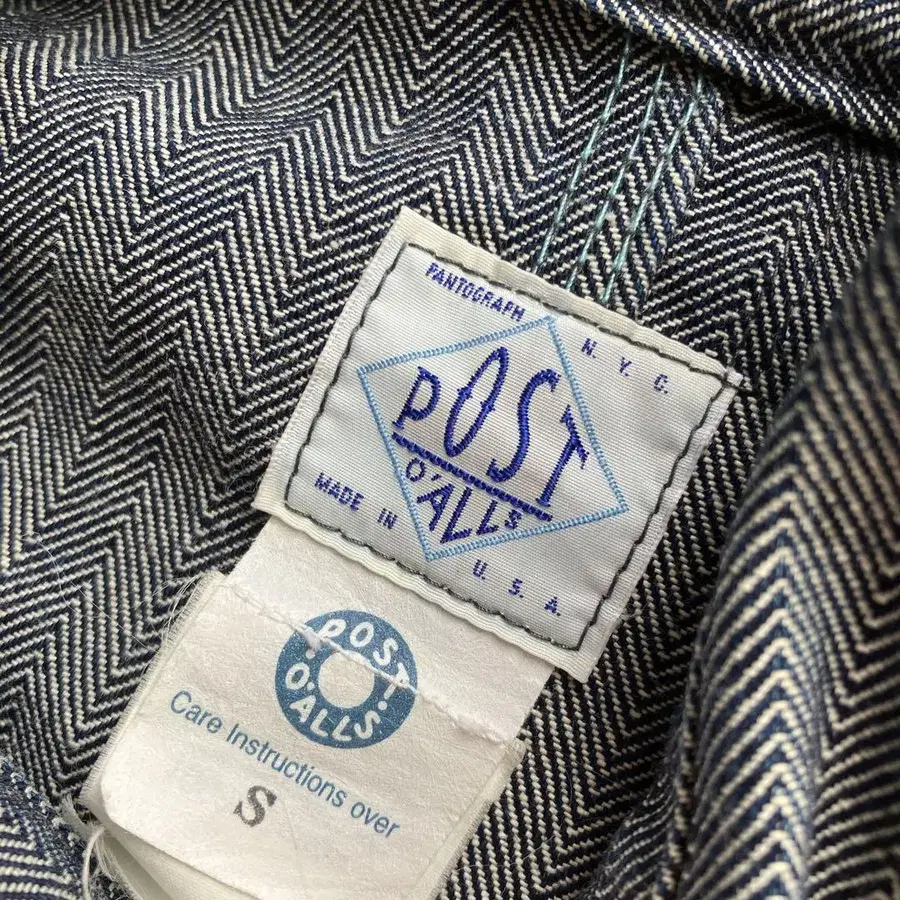 PANTOGRAPH N. Y. C.
POST
O'ALLS
MADE IN U. S. A.
POST
O'ALLS.
Care Instructions over
S